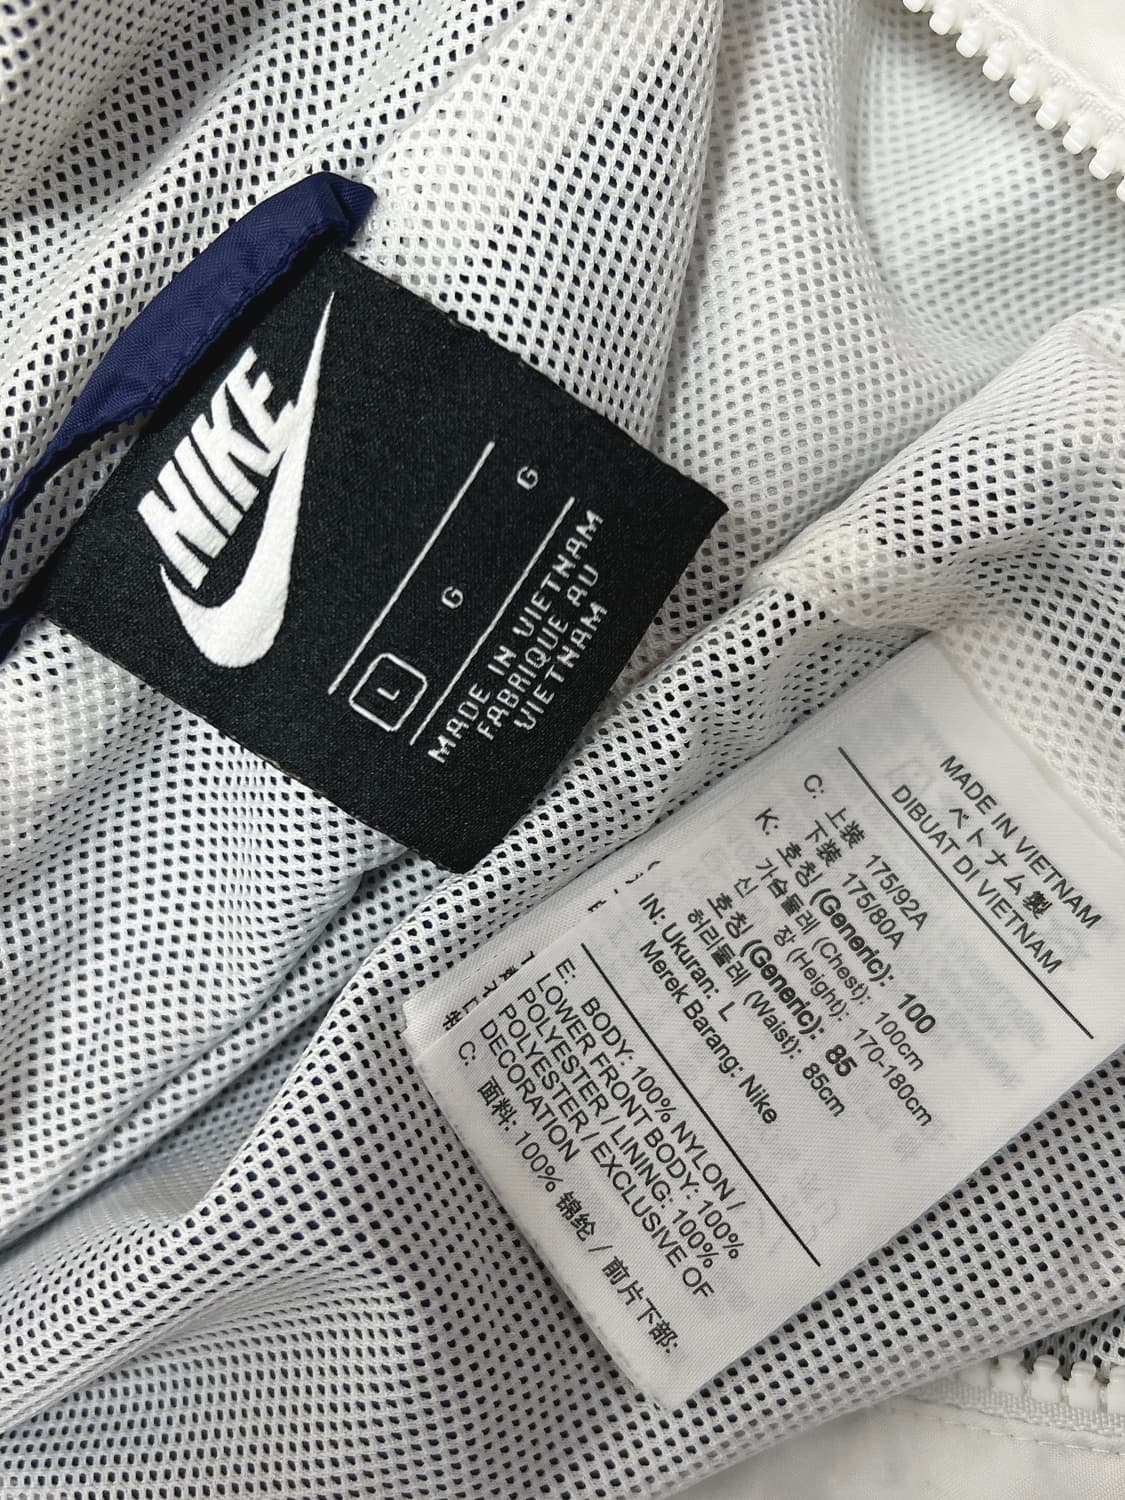 NIKE
G
G
L
MADE IN VIETNAM
FABRIQUE AU
VIETNAM
MADE IN VIETNAM
ベトナム製
DIBUAT DI VIETNAM
C: 上装 175/92A
下装 175/80A
K: 호칭 (Generic): 100
가슴둘레 (Chest): 100cm
신 장 (Height): 170-180cm
호칭 (Generic): 85
허리둘레 (Waist): 85cm
IN: Ukuran: L
Merek Barang: Nike
E: BODY: 100% NYLON /
LOWER FRONT BODY: 100%
POLYESTER / LINING: 100%
POLYESTER / EXCLUSIVE OF
DECORATION
C: 面料: 100% 锦纶 / 前片下部: